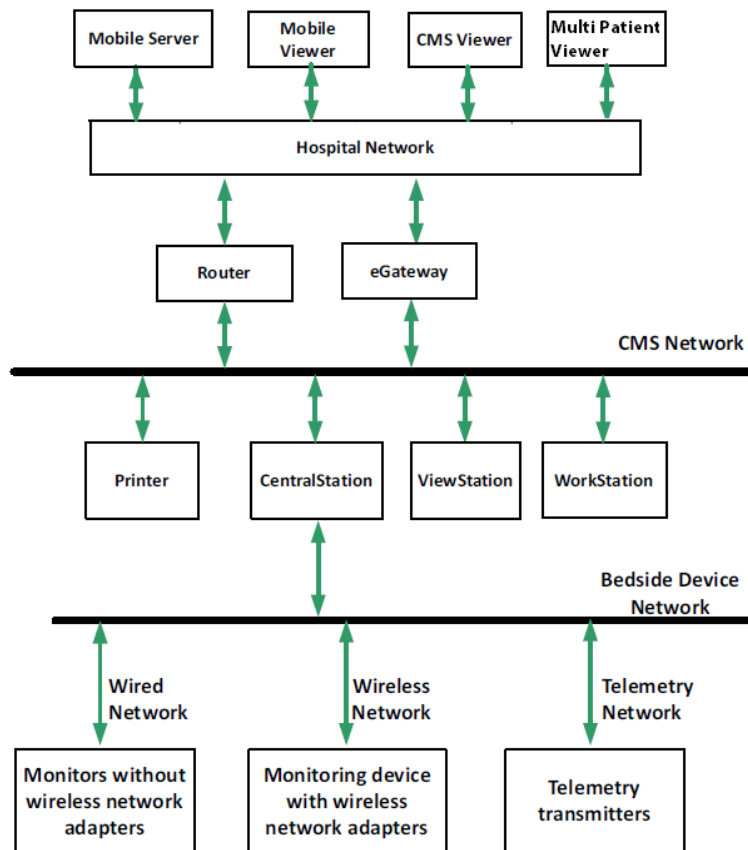 Mobile Server
Mobile
Viewer
CMS Viewer
Multi Patient
Viewer
Hospital Network
Router
eGateway
CMS Network
Printer
CentralStation
ViewStation
WorkStation
Bedside Device
Network
Wired
Network
Wireless
Network
Telemetry
Network
Monitors without
wireless network
adapters
Monitoring device
with wireless
network adapters
Telemetry
transmitters